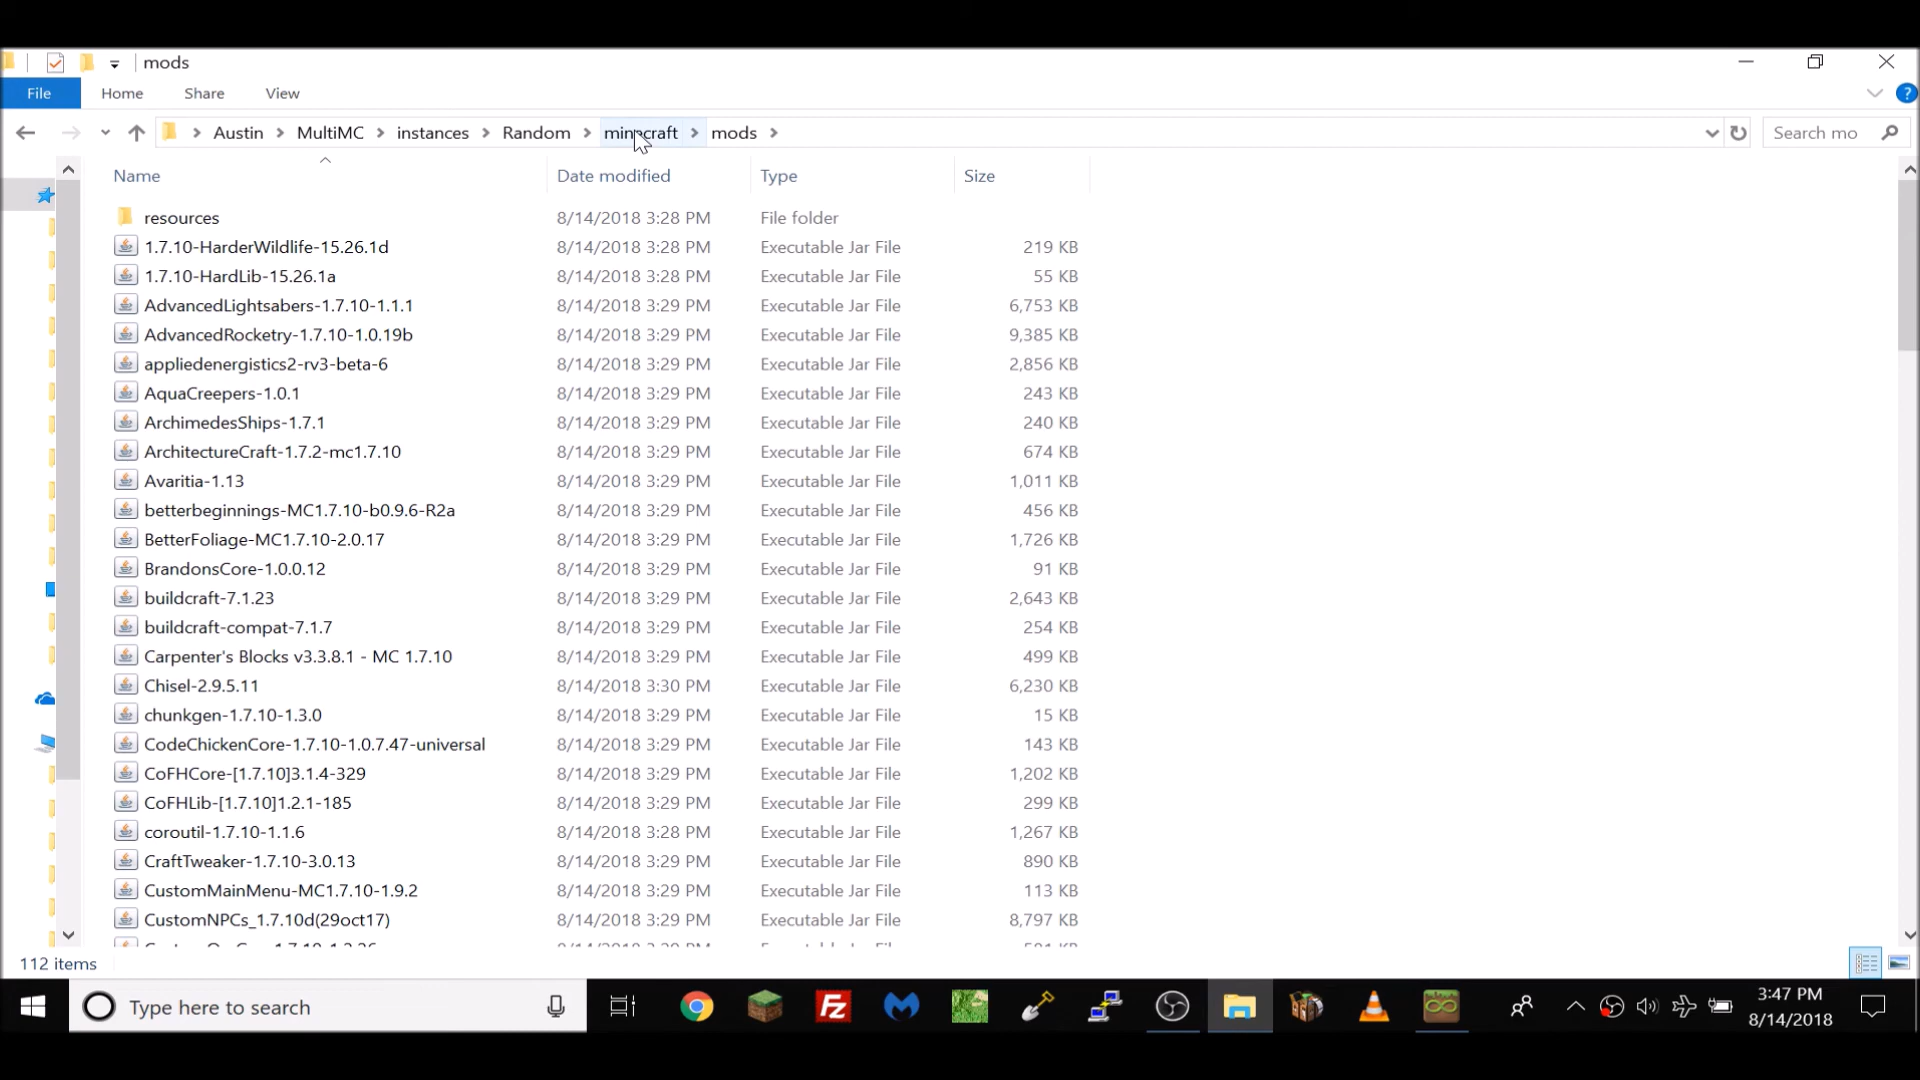 mods
File Home Share View
Austin MultiMC instances Random minecraft mods Search mo
Name Date modified Type Size
resources 8/14/2018 3:28 PM File folder
1.7.10-HarderWildlife-15.26.1d 8/14/2018 3:28 PM Executable Jar File 219 KB
1.7.10-HardLib-15.26.1a 8/14/2018 3:28 PM Executable Jar File 55 KB
AdvancedLightsabers-1.7.10-1.1.1 8/14/2018 3:29 PM Executable Jar File 6,753 KB
AdvancedRocketry-1.7.10-1.0.19b 8/14/2018 3:29 PM Executable Jar File 9,385 KB
appliedenergistics2-rv3-beta-6 8/14/2018 3:29 PM Executable Jar File 2,856 KB
AquaCreepers-1.0.1 8/14/2018 3:29 PM Executable Jar File 243 KB
ArchimedesShips-1.7.1 8/14/2018 3:29 PM Executable Jar File 240 KB
ArchitectureCraft-1.7.2-mc1.7.10 8/14/2018 3:29 PM Executable Jar File 674 KB
Avaritia-1.13 8/14/2018 3:29 PM Executable Jar File 1,011 KB
betterbeginnings-MC1.7.10-b0.9.6-R2a 8/14/2018 3:29 PM Executable Jar File 456 KB
BetterFoliage-MC1.7.10-2.0.17 8/14/2018 3:29 PM Executable Jar File 1,726 KB
BrandonsCore-1.0.0.12 8/14/2018 3:29 PM Executable Jar File 91 KB
buildcraft-7.1.23 8/14/2018 3:29 PM Executable Jar File 2,643 KB
buildcraft-compat-7.1.7 8/14/2018 3:29 PM Executable Jar File 254 KB
Carpenter's Blocks v3.3.8.1 - MC 1.7.10 8/14/2018 3:29 PM Executable Jar File 499 KB
Chisel-2.9.5.11 8/14/2018 3:30 PM Executable Jar File 6,230 KB
chunkgen-1.7.10-1.3.0 8/14/2018 3:29 PM Executable Jar File 15 KB
CodeChickenCore-1.7.10-1.0.7.47-universal 8/14/2018 3:29 PM Executable Jar File 143 KB
CoFHCore-[1.7.10]3.1.4-329 8/14/2018 3:29 PM Executable Jar File 1,202 KB
CoFHLib-[1.7.10]1.2.1-185 8/14/2018 3:29 PM Executable Jar File 299 KB
coroutil-1.7.10-1.1.6 8/14/2018 3:28 PM Executable Jar File 1,267 KB
CraftTweaker-1.7.10-3.0.13 8/14/2018 3:29 PM Executable Jar File 890 KB
CustomMainMenu-MC1.7.10-1.9.2 8/14/2018 3:29 PM Executable Jar File 113 KB
CustomNPCs_1.7.10d(29oct17) 8/14/2018 3:29 PM Executable Jar File 8,797 KB
112 items
Type here to search
3:47 PM
8/14/2018